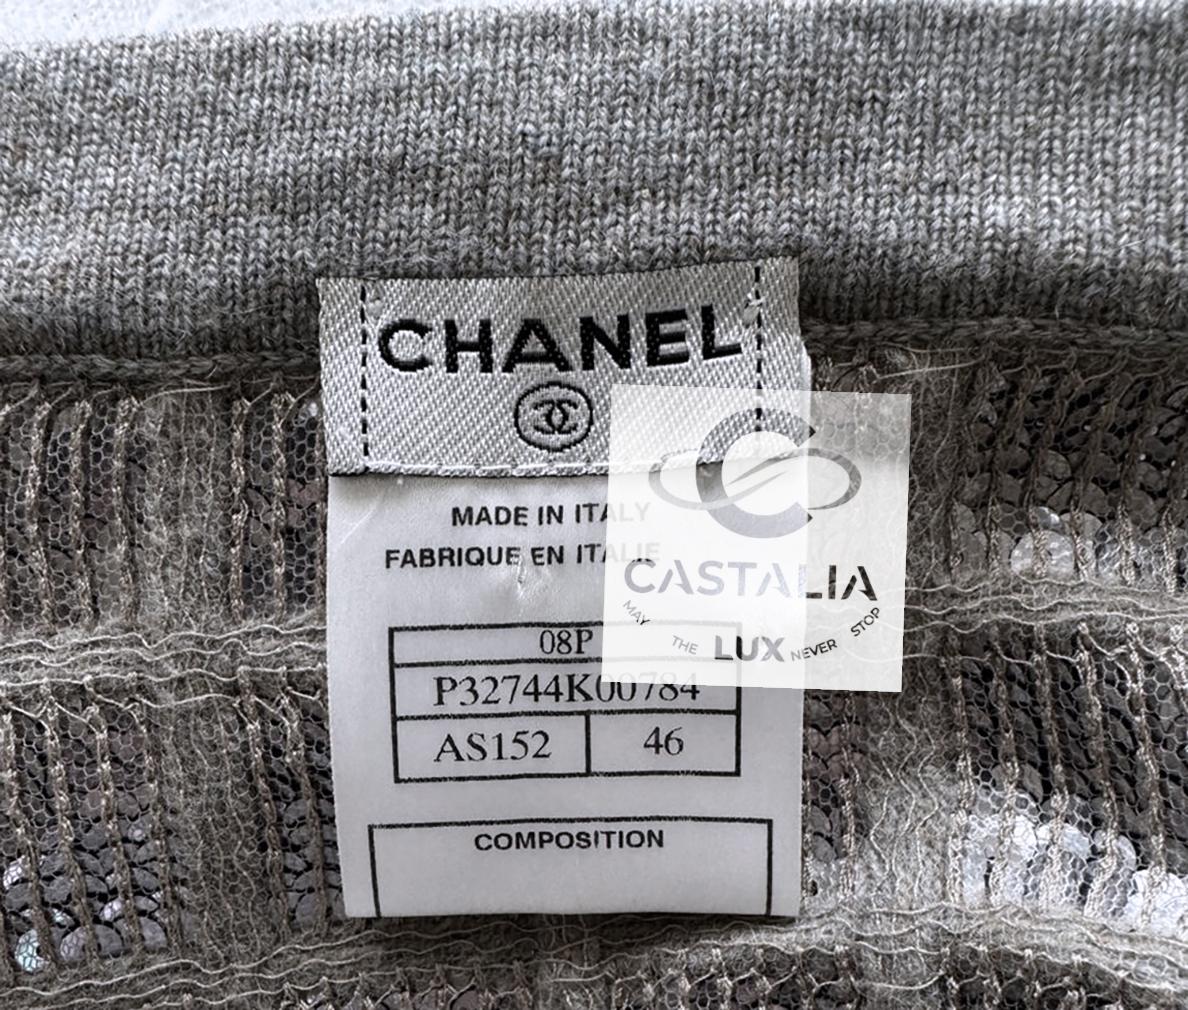 CHANEL
MADE IN ITALY
FABRIQUE EN ITALIE
08P
P32744K00784
AS152 46
COMPOSITION
CASTALIA
MAY THE LUX NEVER STOP